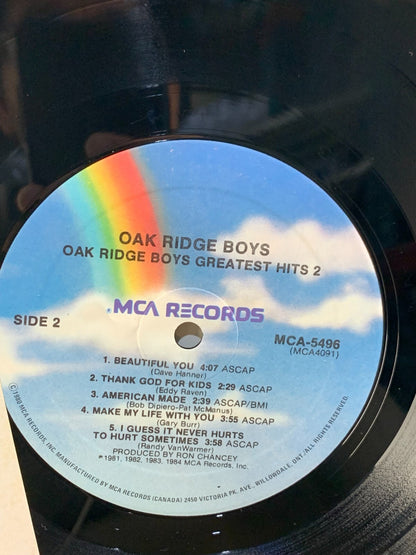 OAK RIDGE BOYS
OAK RIDGE BOYS GREATEST HITS 2
MCA RECORDS
SIDE 2
MCA-5496
(MCA4091)
1. BEAUTIFUL YOU 4:07 ASCAP
(Dave Hanner)
2. THANK GOD FOR KIDS 2:29 ASCAP
(Eddy Raven)
3. AMERICAN MADE 2:39 ASCAP/BMI
(Bob Dipiero-Pat McManus)
4. MAKE MY LIFE WITH YOU 3:55 ASCAP
(Gary Burr)
5. I GUESS IT NEVER HURTS
TO HURT SOMETIMES 3:58 ASCAP
(Randy VanWarmer)
PRODUCED BY RON CHANCEY
℗1981, 1982, 1983, 1984 MCA Records, Inc.
©1980 MCA RECORDS, INC. MANUFACTURED BY MCA RECORDS (CANADA) 2450 VICTORIA PK. AVE., WILLOWDALE, ONT. ALL RIGHTS RESERVED.